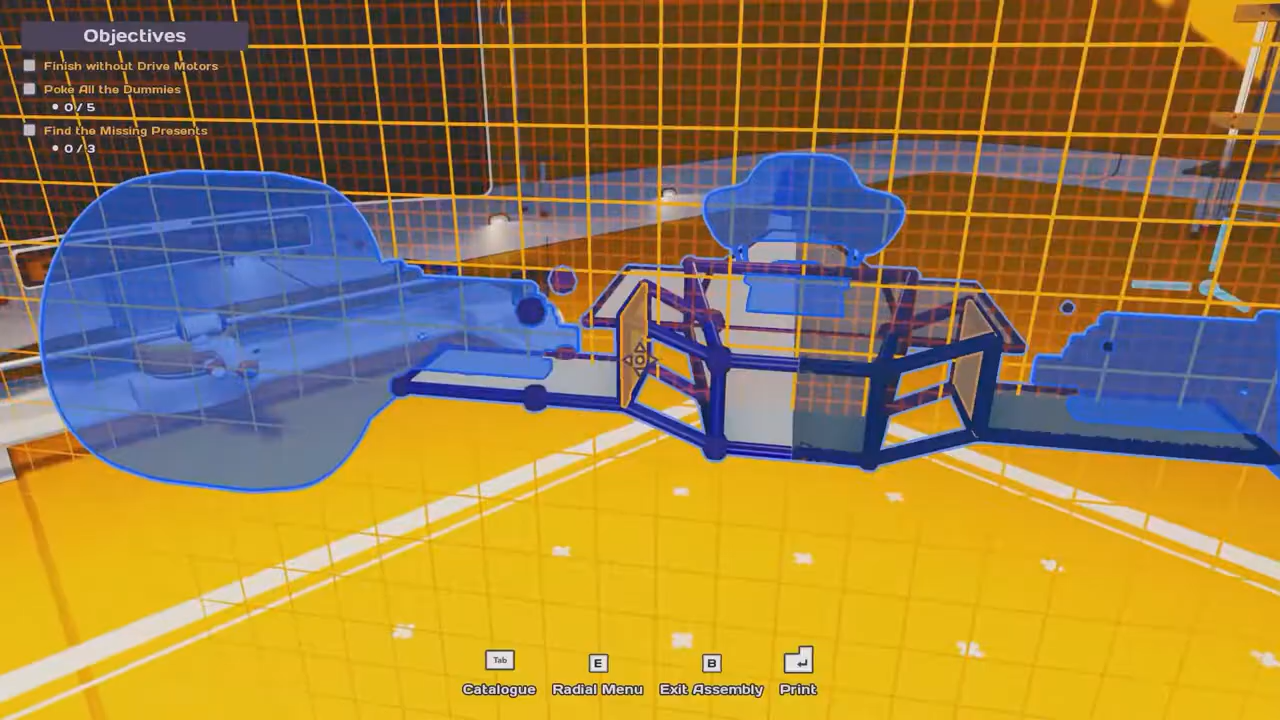 Objectives
Finish without Drive Motors
Poke All the Dummies
0/5
Find the Missing Presents
0/3
Tab
E
B
Catalogue
Radial Menu
Exit Assembly
Print